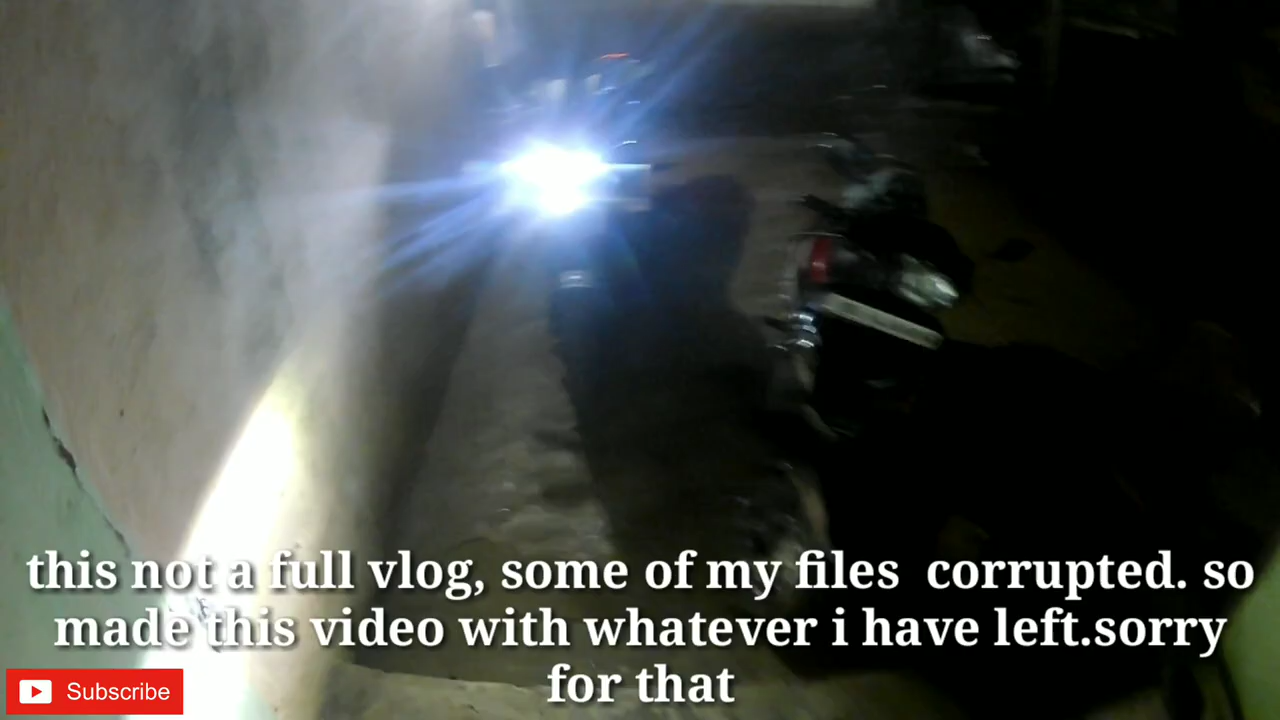 this not a full vlog, some of my files  corrupted. so
made this video with whatever i have left.sorry
for that
Subscribe